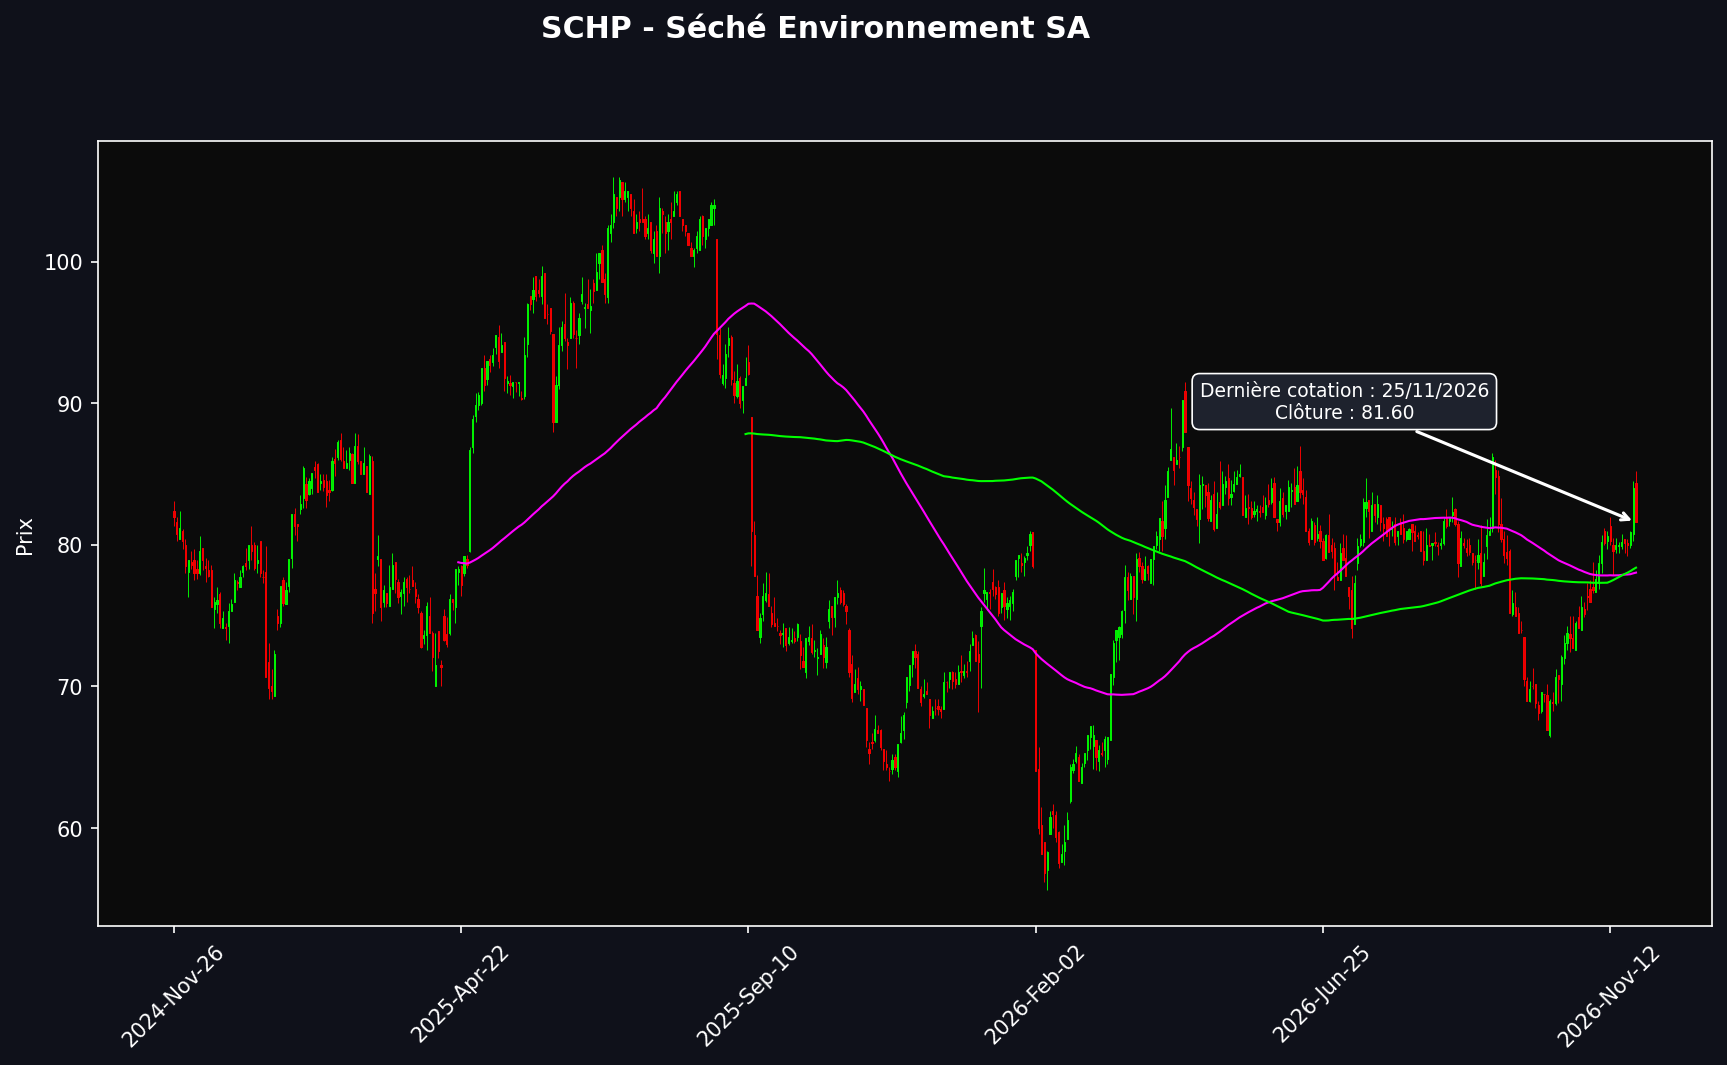 SCHP - Séché Environnement SA
Prix
100
90
80
70
60
Dernière cotation : 25/11/2026
Clôture : 81.60
2024-Nov-26
2025-Apr-22
2025-Sep-10
2026-Feb-02
2026-Jun-25
2026-Nov-12